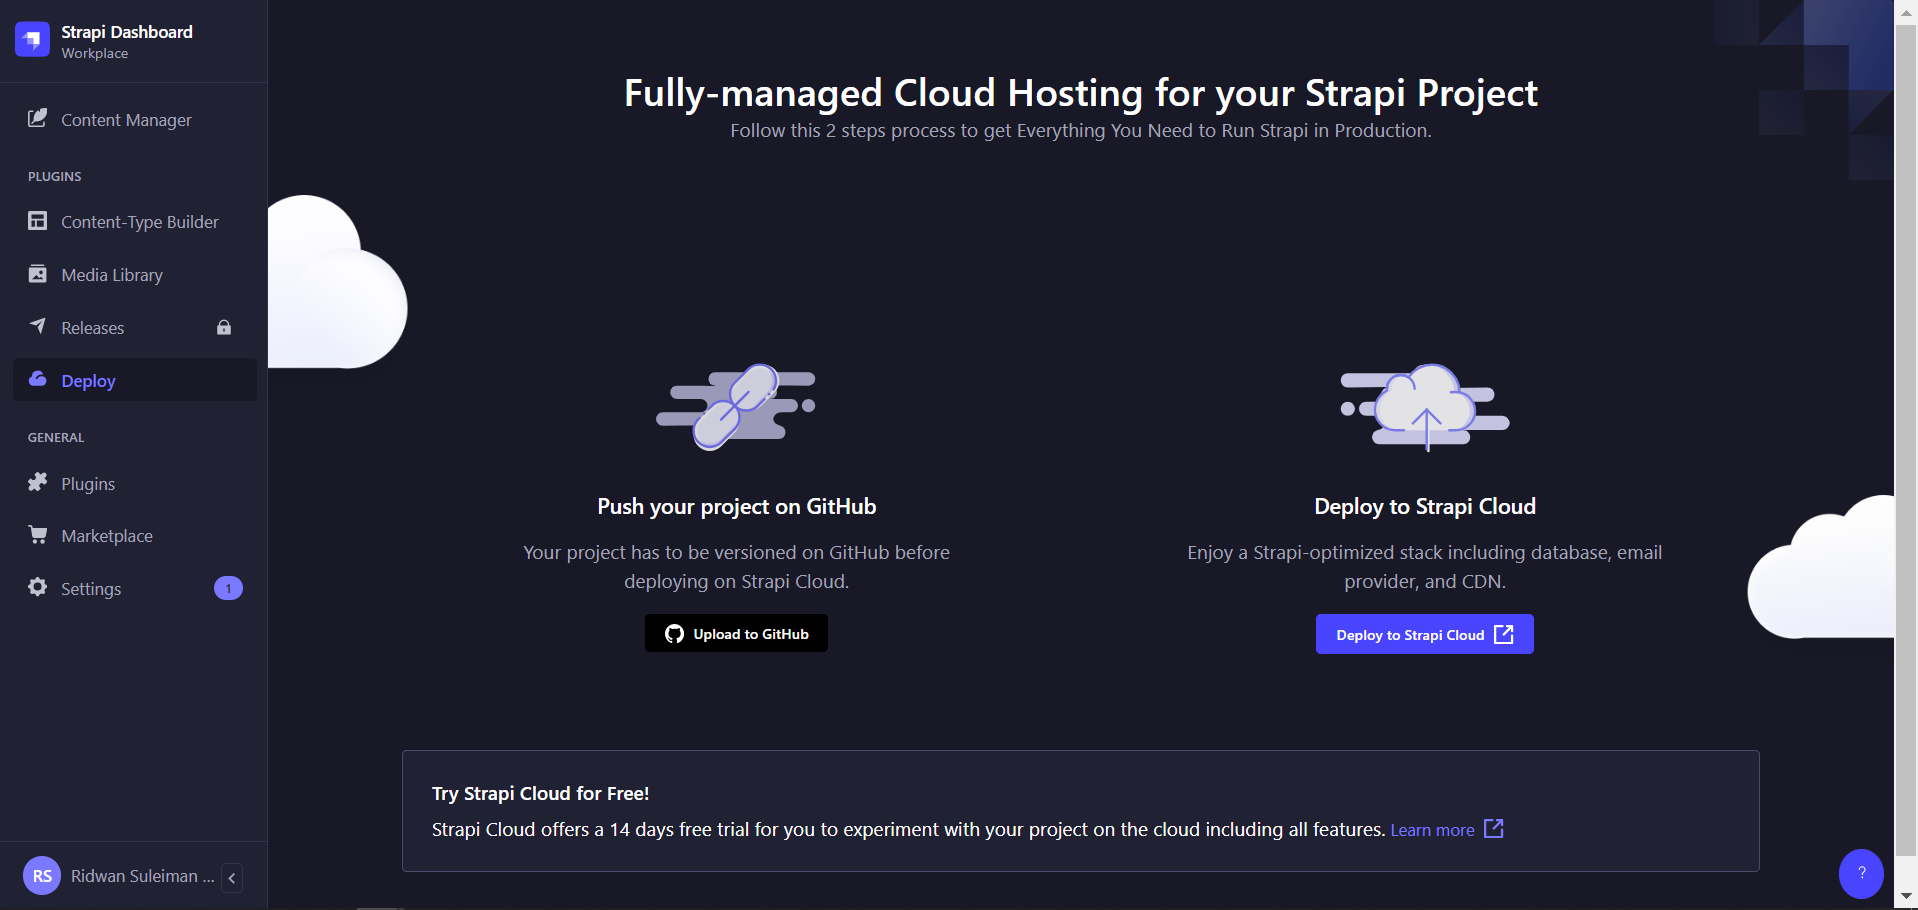 Strapi Dashboard
Workplace
Content Manager
PLUGINS
Content-Type Builder
Media Library
Releases
Deploy
GENERAL
Plugins
Marketplace
Settings
1
RS
Ridwan Suleiman ...
Fully-managed Cloud Hosting for your Strapi Project
Follow this 2 steps process to get Everything You Need to Run Strapi in Production.
Push your project on GitHub
Your project has to be versioned on GitHub before
deploying on Strapi Cloud.
Upload to GitHub
Deploy to Strapi Cloud
Enjoy a Strapi-optimized stack including database, email
provider, and CDN.
Deploy to Strapi Cloud
Try Strapi Cloud for Free!
Strapi Cloud offers a 14 days free trial for you to experiment with your project on the cloud including all features. Learn more
?